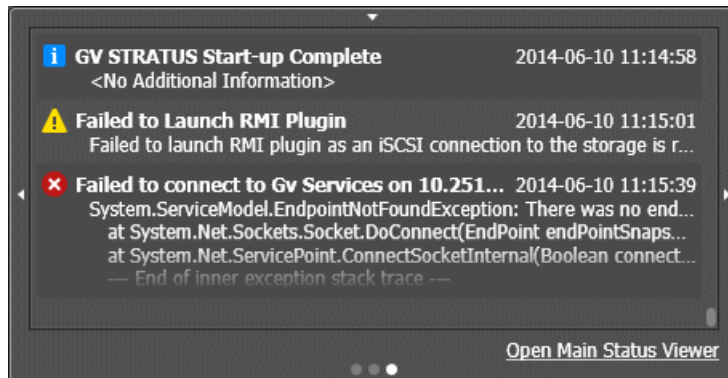 GV STRATUS Start-up Complete 2014-06-10 11:14:58
<No Additional Information>
Failed to Launch RMI Plugin 2014-06-10 11:15:01
Failed to launch RMI plugin as an iSCSI connection to the storage is r...
Failed to connect to Gv Services on 10.251... 2014-06-10 11:15:39
System.ServiceModel.EndpointNotFoundException: There was no end...
at System.Net.Sockets.Socket.DoConnect(EndPoint endPointSnaps...
at System.Net.ServicePoint.ConnectSocketInternal(Boolean connect...
--- End of inner exception stack trace ---
Open Main Status Viewer